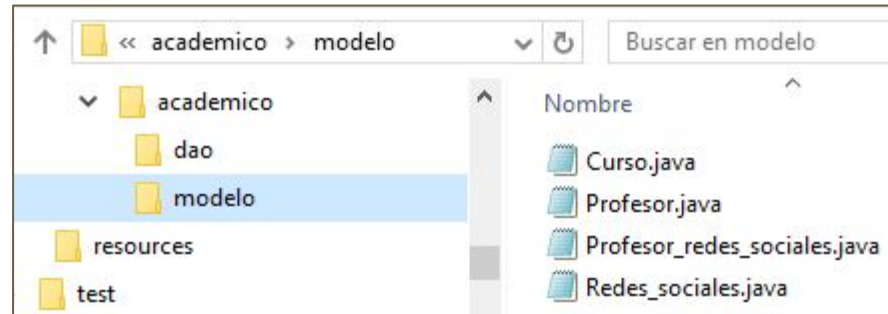 « academico › modelo
Buscar en modelo
academico
dao
modelo
resources
test
Nombre
Curso.java
Profesor.java
Profesor_redes_sociales.java
Redes_sociales.java